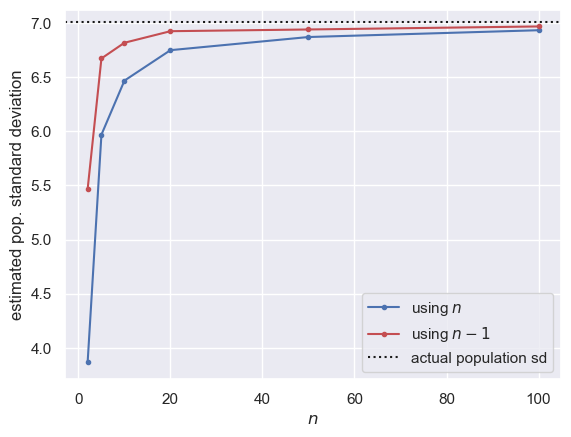 7.0
6.5
6.0
5.5
5.0
4.5
4.0
estimated pop. standard deviation
using n
using n − 1
actual population sd
0 20 40 60 80 100
n